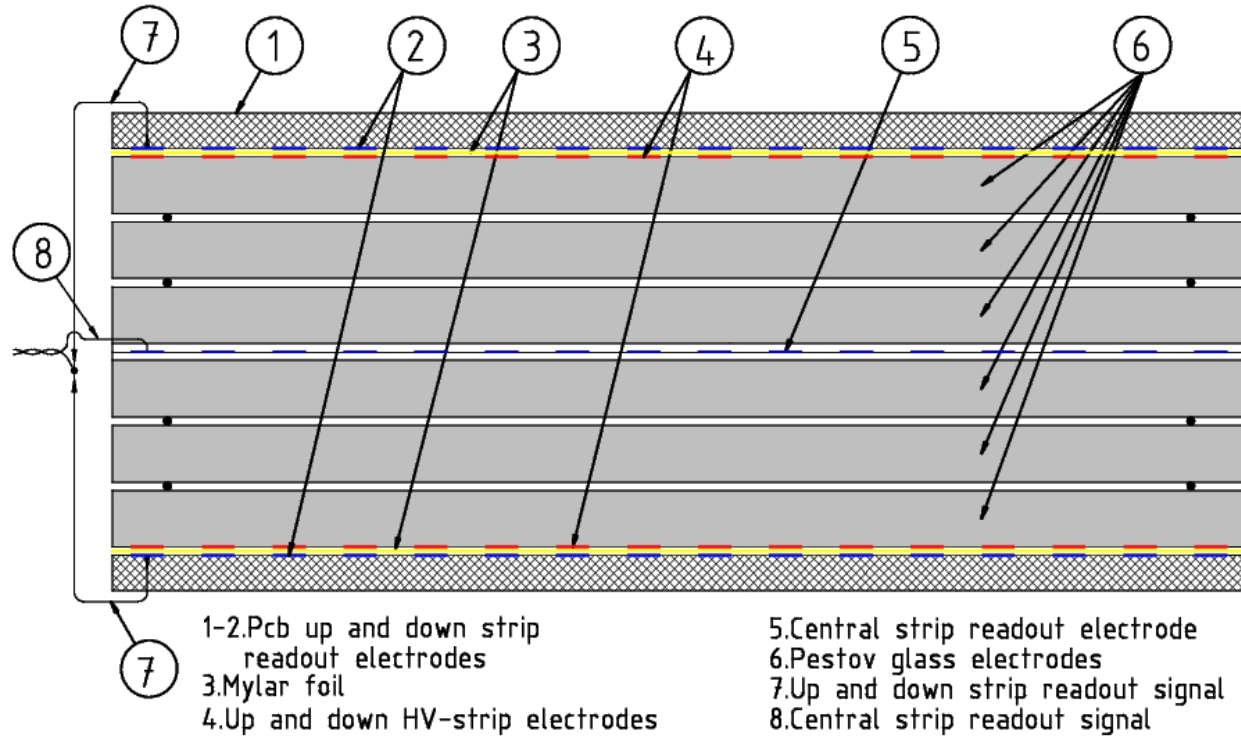 7
1
2
3
4
5
6
8
7
1-2.Pcb up and down strip
readout electrodes
3.Mylar foil
4.Up and down HV-strip electrodes
5.Central strip readout electrode
6.Pestov glass electrodes
7.Up and down strip readout signal
8.Central strip readout signal